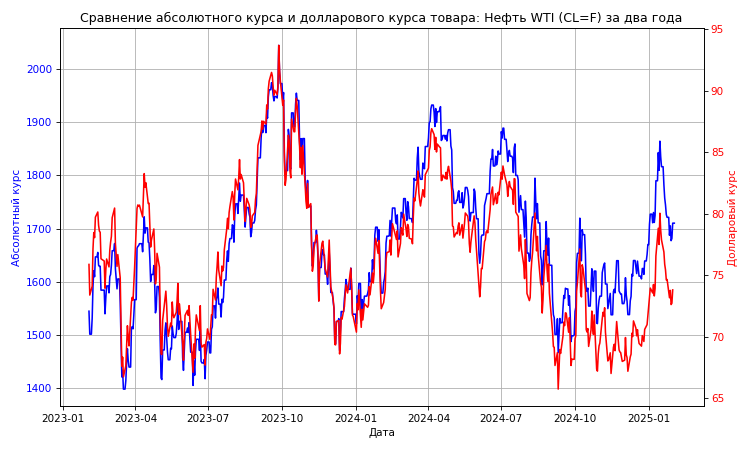 Сравнение абсолютного курса и долларового курса товара: Нефть WTI (CL=F) за два года
Абсолютный курс
2000
1900
1800
1700
1600
1500
1400
95
90
85
80
75
70
65
Долларовый курс
2023-01 2023-04 2023-07 2023-10 2024-01 2024-04 2024-07 2024-10 2025-01
Дата